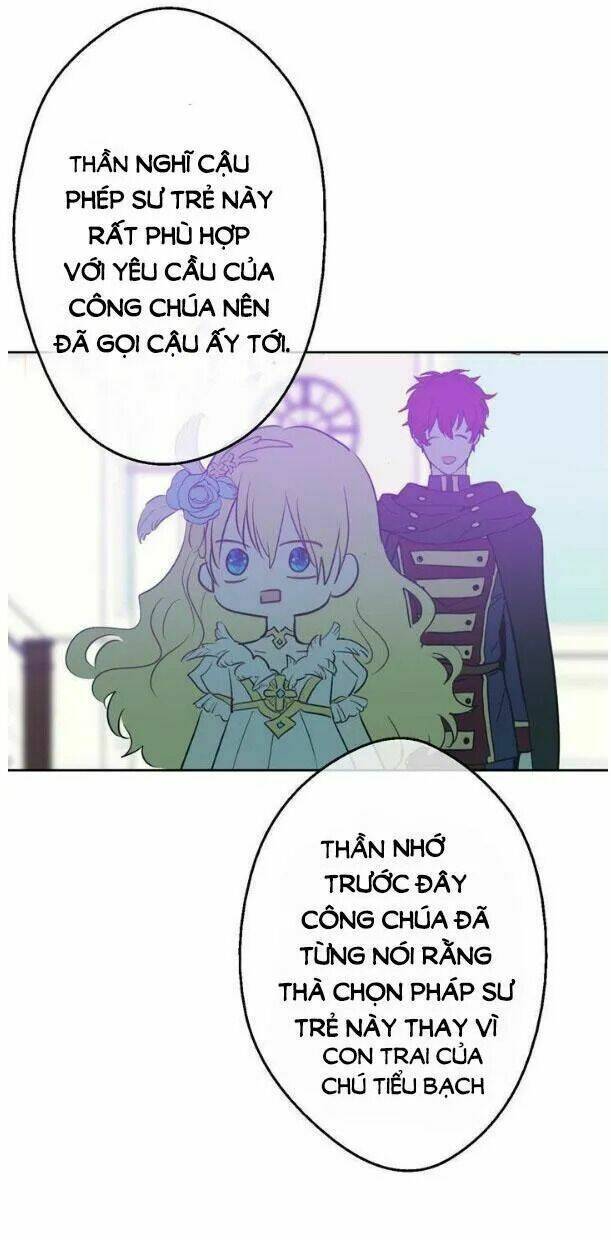 THẦN NGHĨ CẬU
PHÉP SƯ TRẺ NÀY
RẤT PHÙ HỢP
VỚI YÊU CẦU CỦA
CÔNG CHÚA NÊN
ĐÃ GỌI CẬU ẤY TỚI.
THẦN NHỚ
TRƯỚC ĐÂY
CÔNG CHÚA ĐÃ
TỪNG NÓI RẰNG
THÀ CHỌN PHÁP SƯ
TRẺ NÀY THAY VÌ
CON TRAI CỦA
CHÚ TIỂU BẠCH